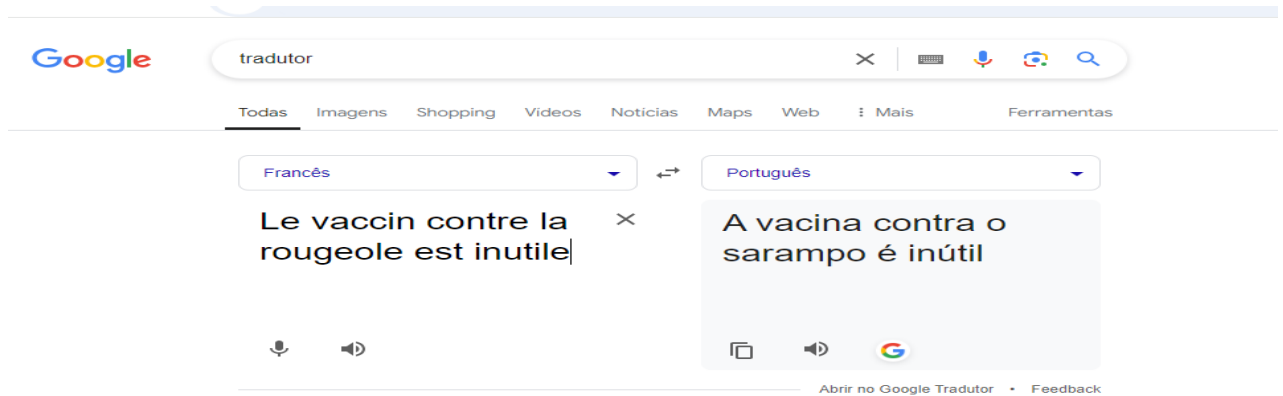 Google
tradutor
Todas Imagens Shopping Vídeos Notícias Maps Web Mais Ferramentas
Francês Português
Le vaccin contre la
rougeole est inutile
A vacina contra o
sarampo é inútil
Abrir no Google Tradutor • Feedback